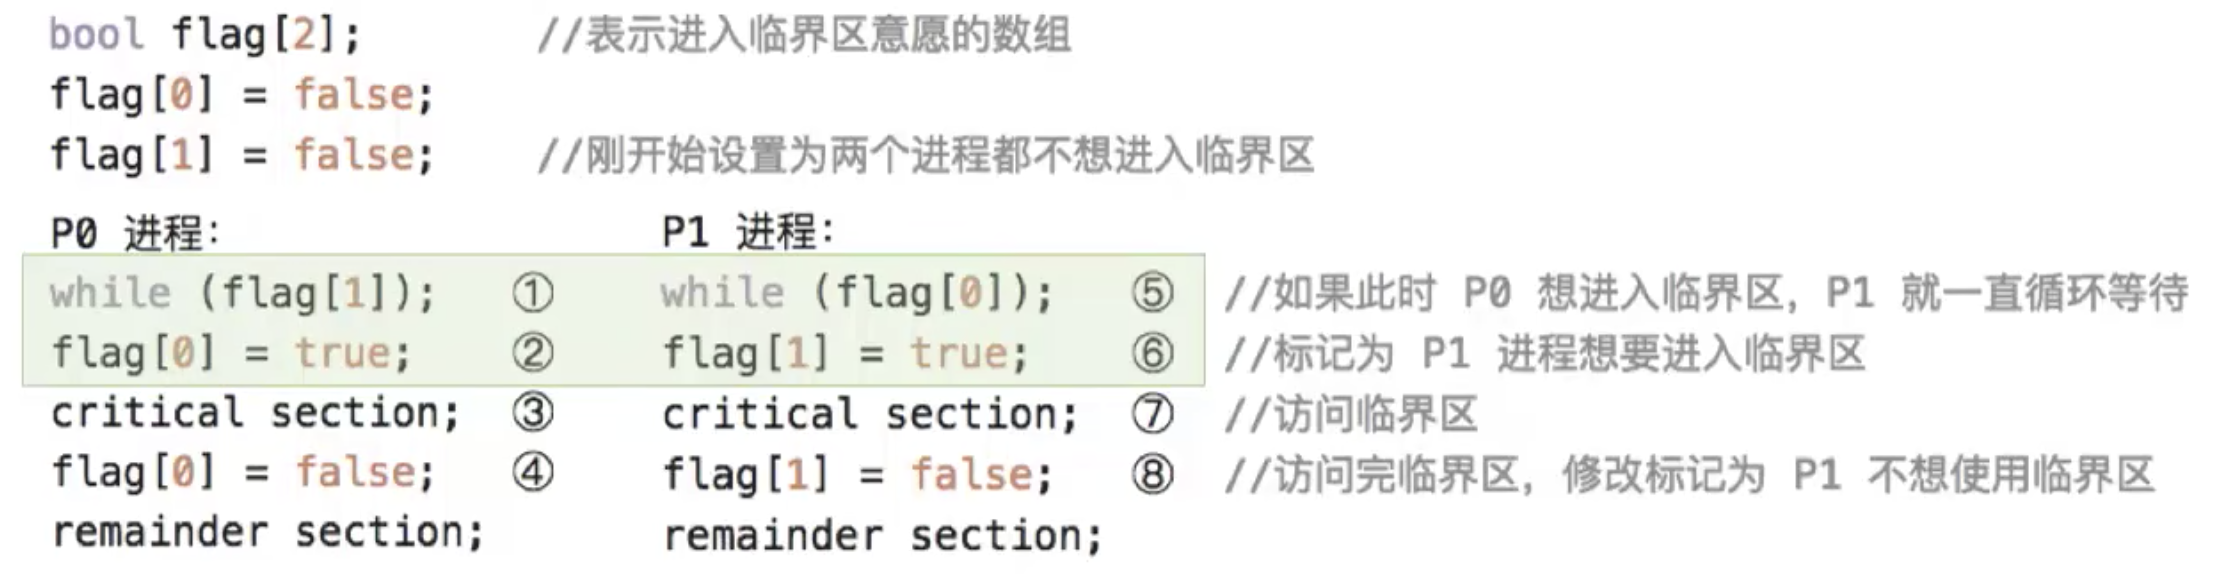 bool flag[2]; //表示进入临界区意愿的数组
flag[0] = false;
flag[1] = false; //刚开始设置为两个进程都不想进入临界区
P0 进程: P1 进程:
while (flag[1]); ① while (flag[0]); ⑤ //如果此时 P0 想进入临界区，P1 就一直循环等待
flag[0] = true; ② flag[1] = true; ⑥ //标记为 P1 进程想要进入临界区
critical section; ③ critical section; ⑦ //访问临界区
flag[0] = false; ④ flag[1] = false; ⑧ //访问完临界区，修改标记为 P1 不想使用临界区
remainder section; remainder section;